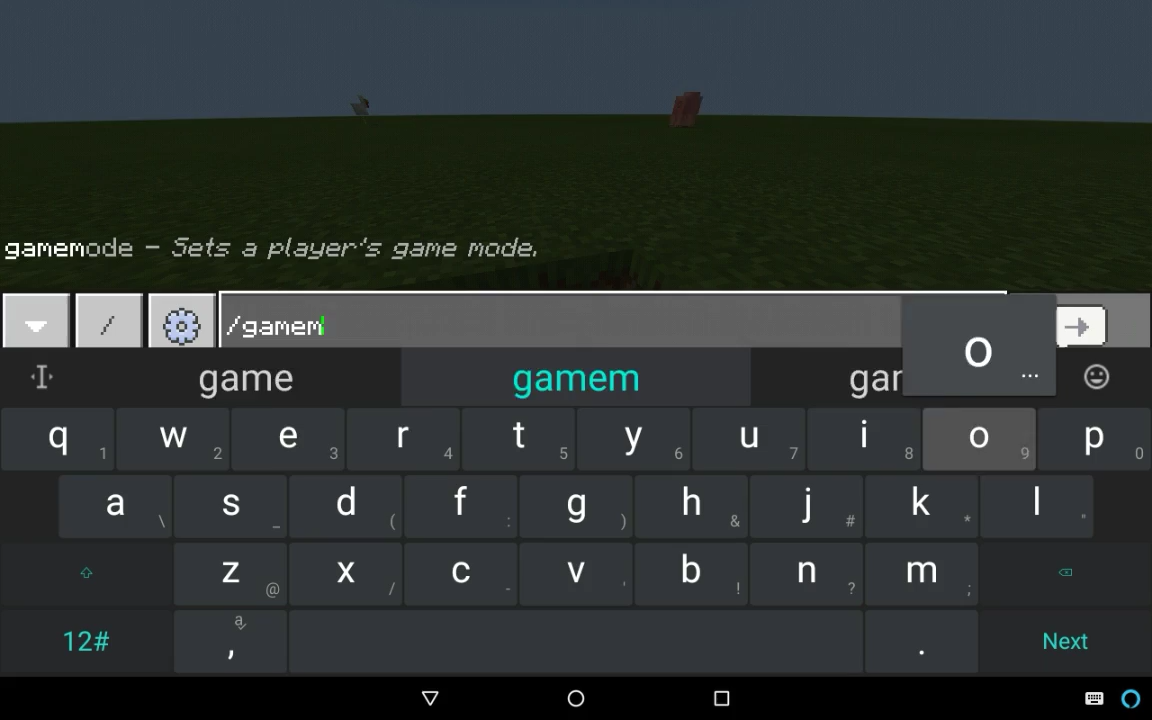 gamemode – Sets a player's game mode.
/
/gamem
o
...
game gamem gar
q 1 w 2 e 3 r 4 t 5 y 6 u 7 i 8 o 9 p 0
a \ s _ d ( f : g ) h & j # k * l "
z @ x / c - v ' b ! n ? m ;
12# a , . Next